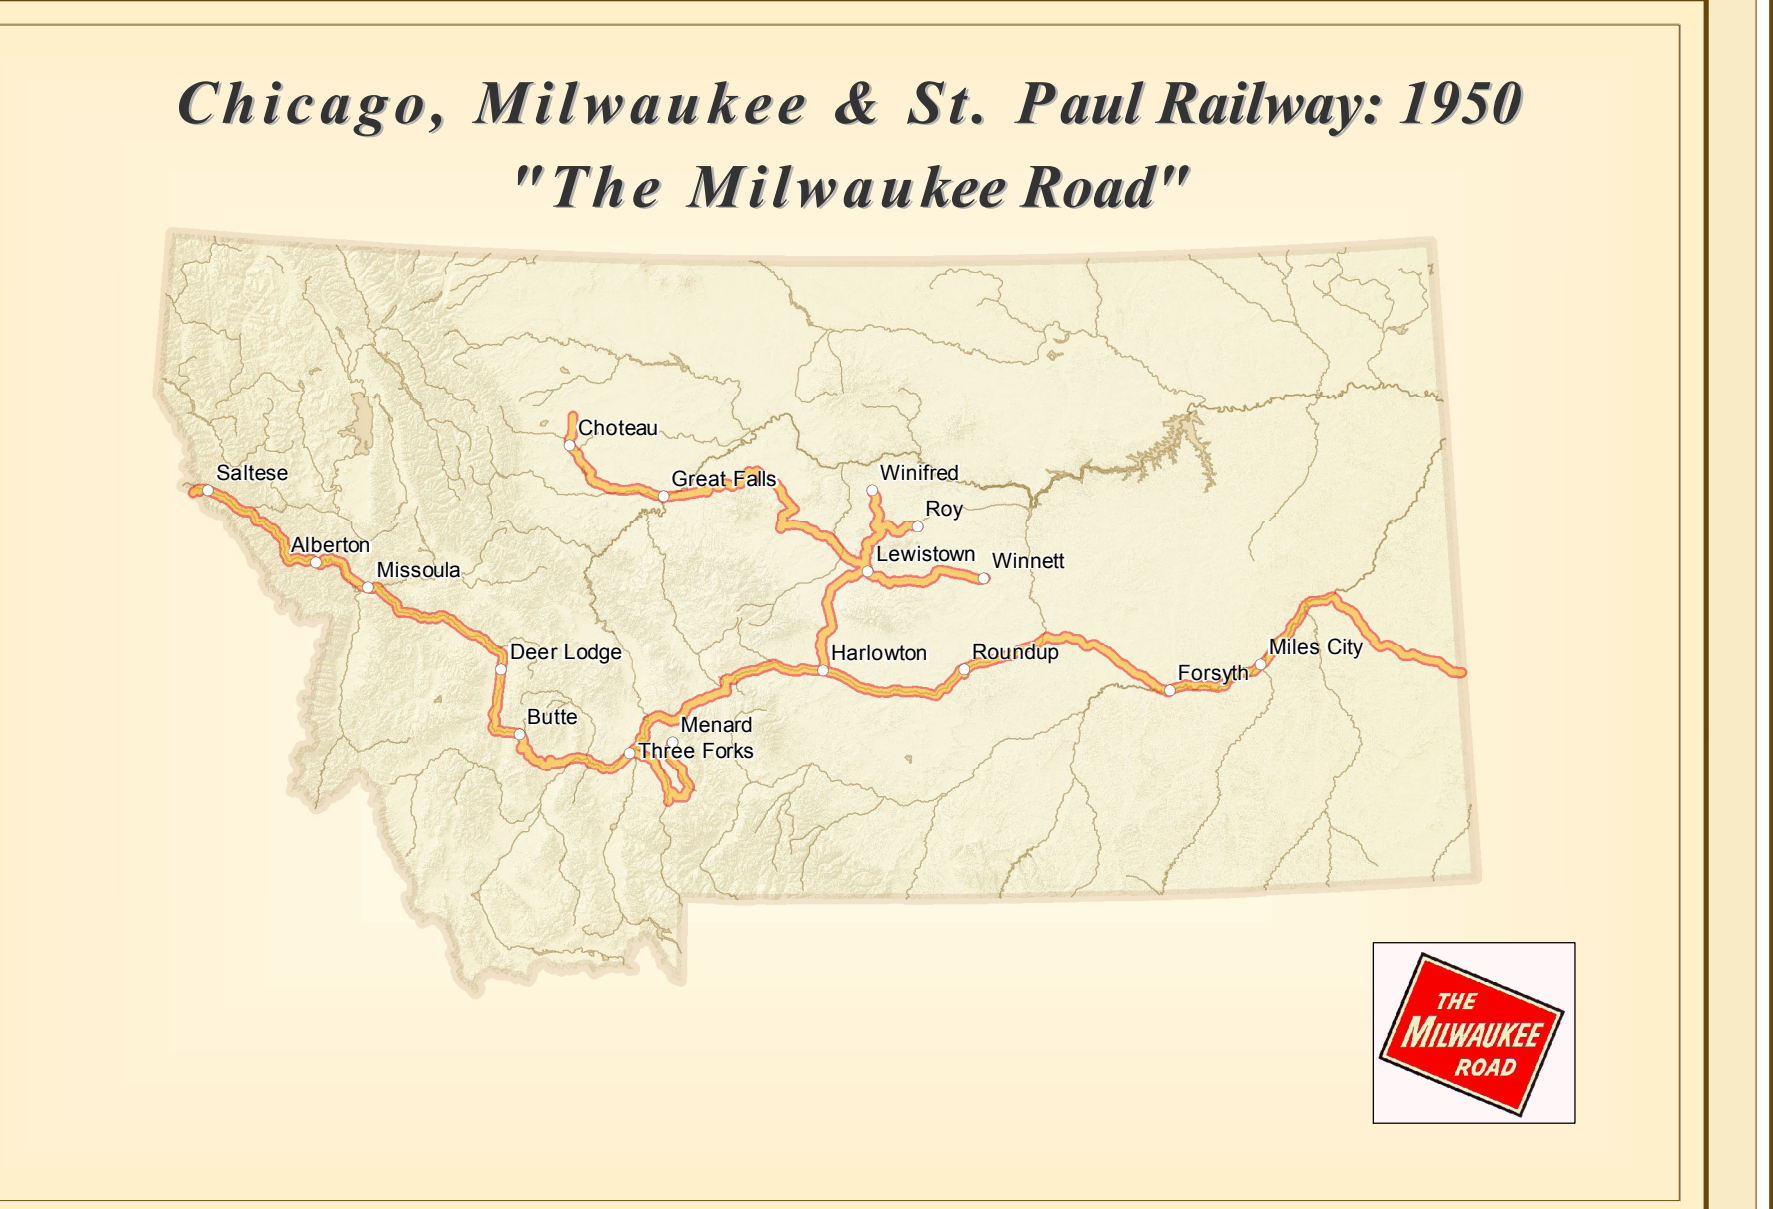 Chicago, Milwaukee & St. Paul Railway: 1950
"The Milwaukee Road"
Choteau
Saltese
Great Falls
Winifred
Roy
Alberton
Missoula
Lewistown
Winnett
Deer Lodge
Harlowton
Roundup
Miles City
Forsyth
Butte
Menard
Three Forks
THE
MILWAUKEE
ROAD